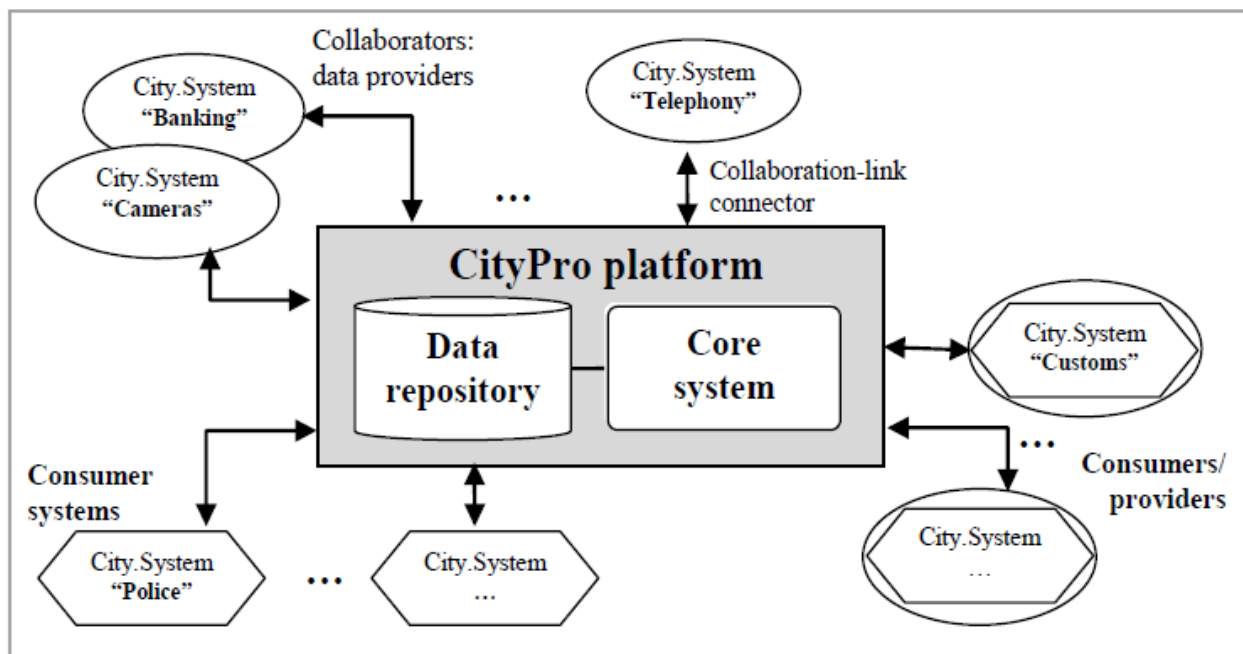 Collaborators:
data providers
City.System
“Banking”
City.System
“Cameras”
City.System
“Telephony”
Collaboration-link
connector
...
CityPro platform
Data
repository
Core
system
City.System
“Customs”
...
Consumers/
providers
City.System
...
Consumer
systems
City.System
“Police”
...
City.System
...